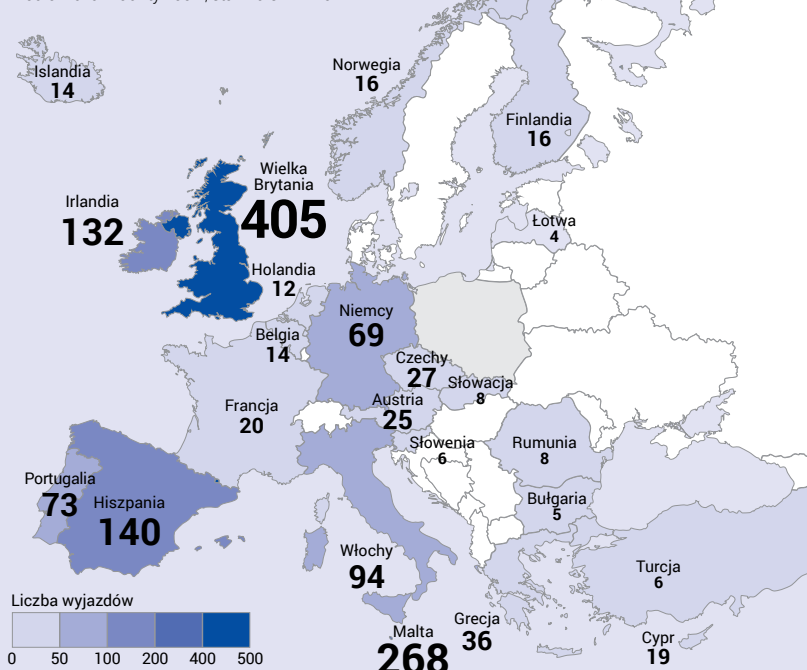 Islandia
14
Norwegia
16
Finlandia
16
Wielka
Brytania
405
Irlandia
132
Łotwa
4
Holandia
12
Niemcy
69
Belgia
14
Czechy
27
Słowacja
8
Austria
25
Francja
20
Słowenia
6
Rumunia
8
Portugalia
73
Hiszpania
140
Bułgaria
5
Włochy
94
Turcja
6
Liczba wyjazdów
0 50 100 200 400 500
Malta
268
Grecja
36
Cypr
19